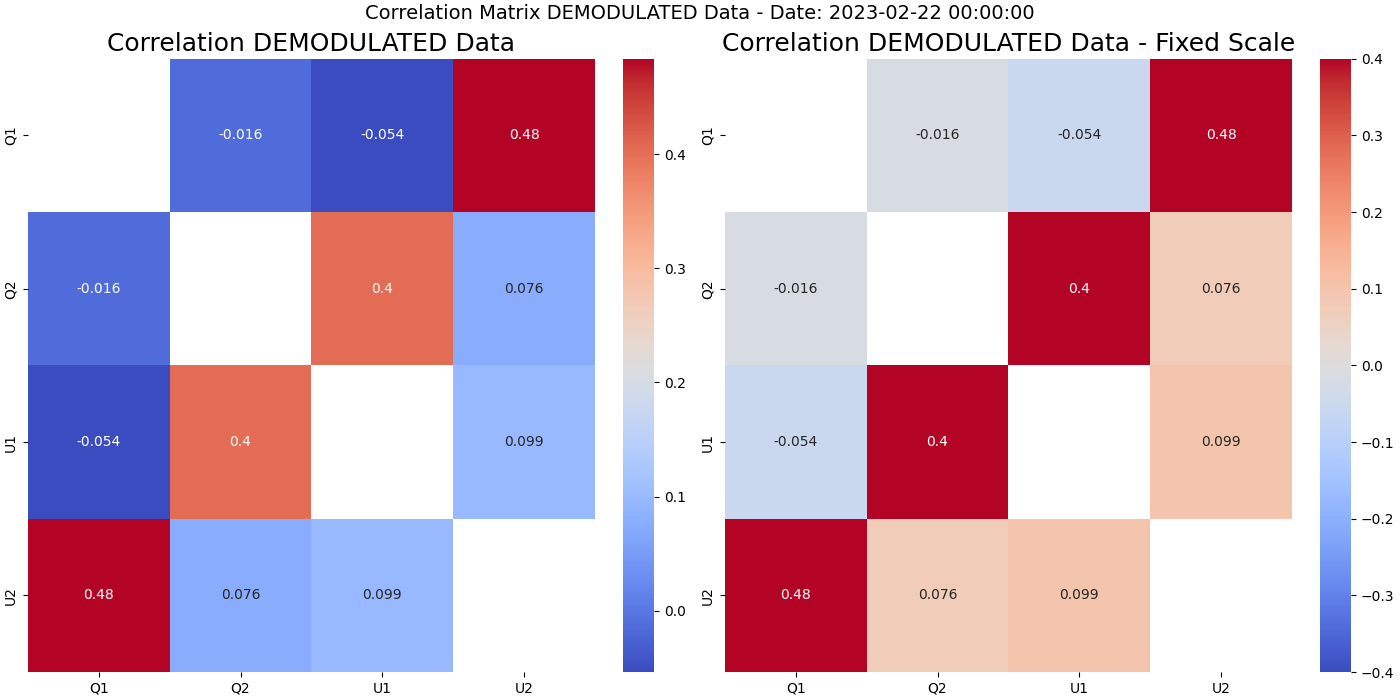 Correlation Matrix DEMODULATED Data - Date: 2023-02-22 00:00:00
Correlation DEMODULATED Data
Q1 -0.016 -0.054 0.48
Q2 -0.016 0.4 0.076
U1 -0.054 0.4 0.099
U2 0.48 0.076 0.099
Q1 Q2 U1 U2
0.4
0.3
0.2
0.1
0.0
Correlation DEMODULATED Data - Fixed Scale
Q1 -0.016 -0.054 0.48
Q2 -0.016 0.4 0.076
U1 -0.054 0.4 0.099
U2 0.48 0.076 0.099
Q1 Q2 U1 U2
0.4
0.3
0.2
0.1
0.0
−0.1
−0.2
−0.3
−0.4